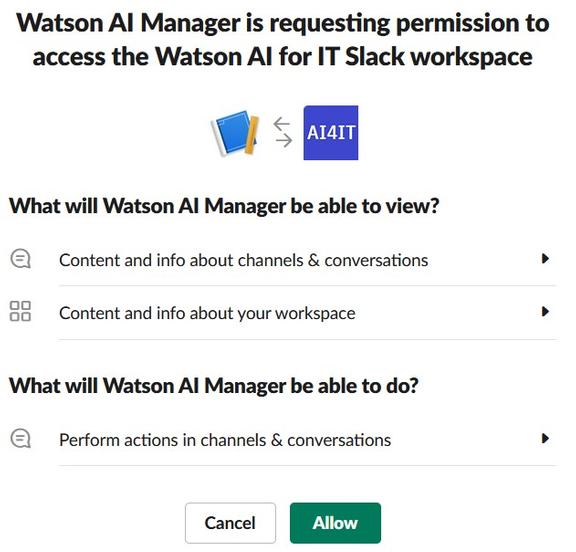 Watson AI Manager is requesting permission to
access the Watson AI for IT Slack workspace
AI4IT
What will Watson AI Manager be able to view?
Content and info about channels & conversations
Content and info about your workspace
What will Watson AI Manager be able to do?
Perform actions in channels & conversations
Cancel
Allow